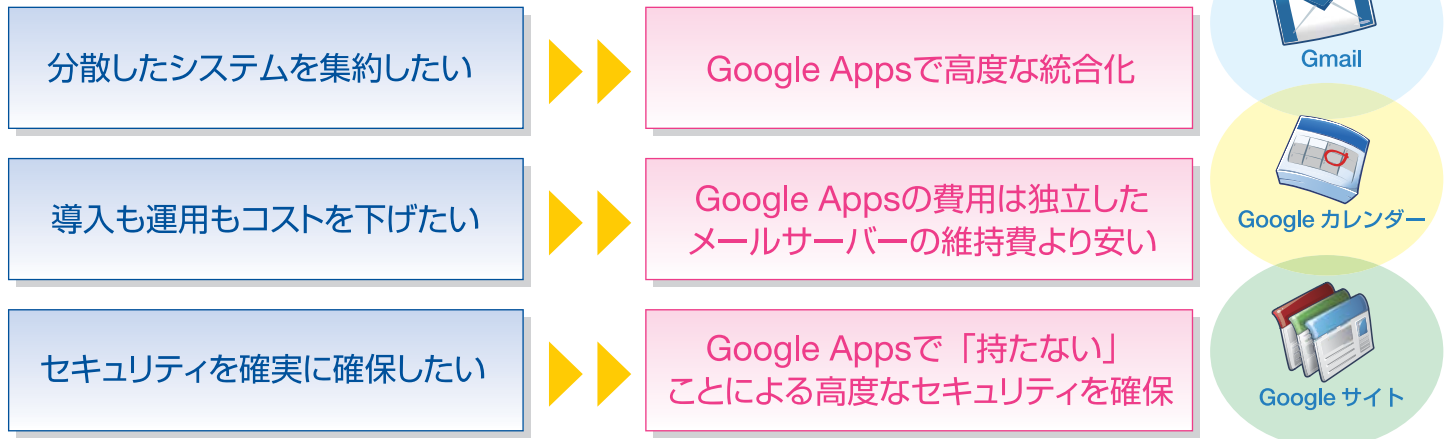 分散したシステムを集約したい
Google Appsで高度な統合化
導入も運用もコストを下げたい
Google Appsの費用は独立した
メールサーバーの維持費より安い
セキュリティを確実に確保したい
Google Appsで「持たない」
ことによる高度なセキュリティを確保
Gmail
Google カレンダー
Google サイト